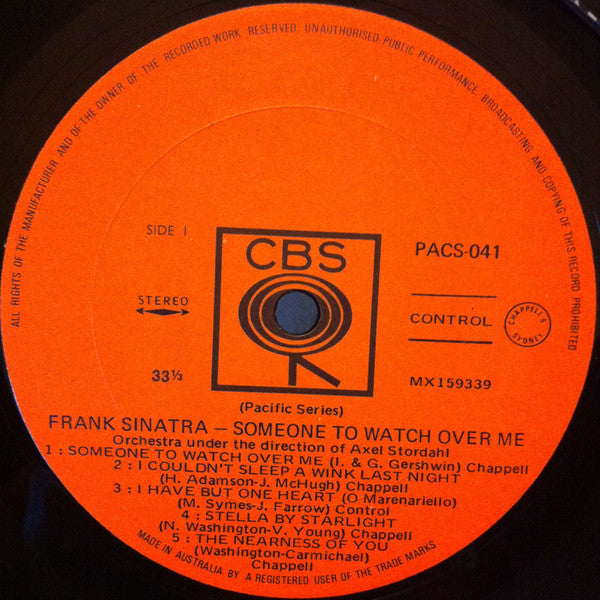 ALL RIGHTS OF THE MANUFACTURER AND OF THE OWNER OF THE RECORDED WORK RESERVED. UNAUTHORISED PUBLIC PERFORMANCE BROADCASTING AND COPYING OF THIS RECORD PROHIBITED
SIDE 1
CBS
PACS-041
STEREO
CONTROL
CHAPPELL'S SYDNEY
33⅓
MX159339
(Pacific Series)
FRANK SINATRA — SOMEONE TO WATCH OVER ME
Orchestra under the direction of Axel Stordahl
1 : SOMEONE TO WATCH OVER ME (I. & G. Gershwin) Chappell
2 : I COULDN'T SLEEP A WINK LAST NIGHT
(H. Adamson-J. McHugh) Chappell
3 : I HAVE BUT ONE HEART (O Marenariello)
(M. Symes-J. Farrow) Control
4 : STELLA BY STARLIGHT
(N. Washington-V. Young) Chappell
5 : THE NEARNESS OF YOU
(Washington-Carmichael)
Chappell
MADE IN AUSTRALIA BY A REGISTERED USER OF THE TRADE MARKS